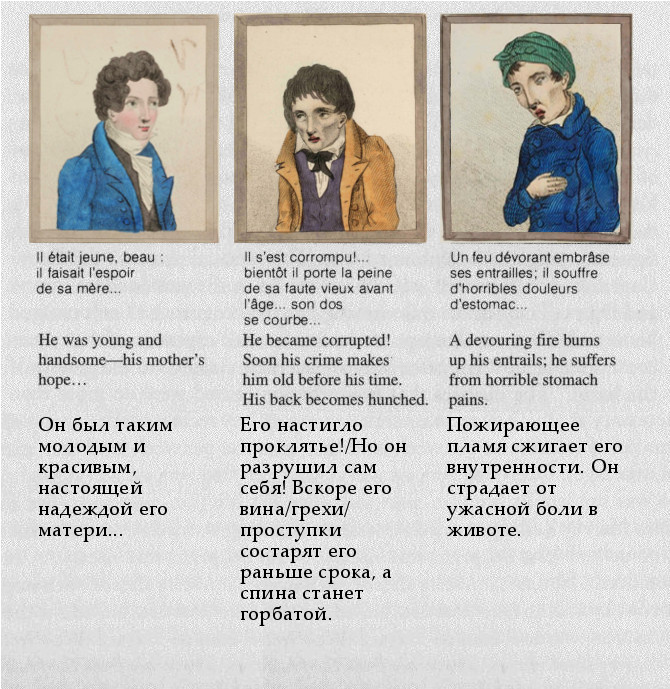 Il était jeune, beau :
il faisait l'espoir
de sa mère...
Il s'est corrompu!...
bientôt il porte la peine
de sa faute vieux avant
l'âge... son dos
se courbe...
Un feu dévorant embrâse
ses entrailles; il souffre
d'horribles douleurs
d'estomac...
He was young and
handsome—his mother's
hope…
He became corrupted!
Soon his crime makes
him old before his time.
His back becomes hunched.
A devouring fire burns
up his entrails; he suffers
from horrible stomach
pains.
Он был таким
молодым и
красивым,
настоящей
надеждой его
матери...
Его настигло
проклятье!/Но он
разрушил сам
себя! Вскоре его
вина/грехи/
проступки
состарят его
раньше срока, а
спина станет
горбатой.
Пожирающее
пламя сжигает его
внутренности. Он
страдает от
ужасной боли в
животе.